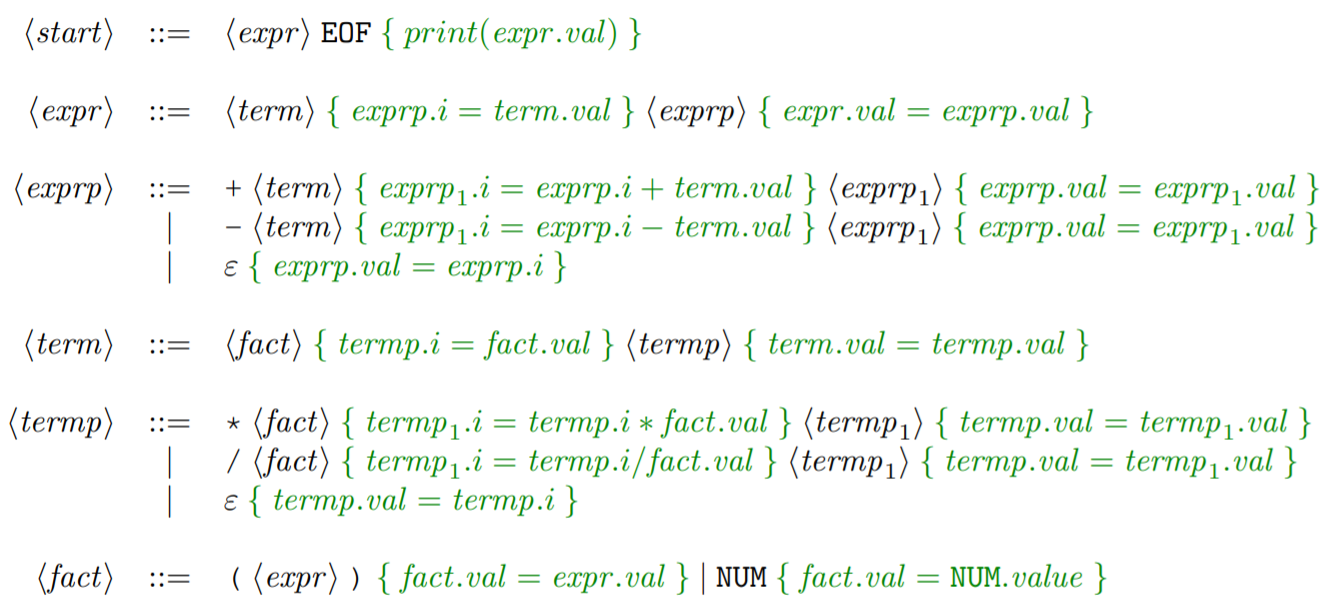 ⟨start⟩ ::= ⟨expr⟩ EOF { print(expr.val) }
⟨expr⟩ ::= ⟨term⟩ { exprp.i = term.val } ⟨exprp⟩ { expr.val = exprp.val }
⟨exprp⟩ ::= + ⟨term⟩ { exprp₁.i = exprp.i + term.val } ⟨exprp₁⟩ { exprp.val = exprp₁.val }
| − ⟨term⟩ { exprp₁.i = exprp.i − term.val } ⟨exprp₁⟩ { exprp.val = exprp₁.val }
| ε { exprp.val = exprp.i }
⟨term⟩ ::= ⟨fact⟩ { termp.i = fact.val } ⟨termp⟩ { term.val = termp.val }
⟨termp⟩ ::= * ⟨fact⟩ { termp₁.i = termp.i ∗ fact.val } ⟨termp₁⟩ { termp.val = termp₁.val }
| / ⟨fact⟩ { termp₁.i = termp.i/fact.val } ⟨termp₁⟩ { termp.val = termp₁.val }
| ε { termp.val = termp.i }
⟨fact⟩ ::= ( ⟨expr⟩ ) { fact.val = expr.val } | NUM { fact.val = NUM.value }